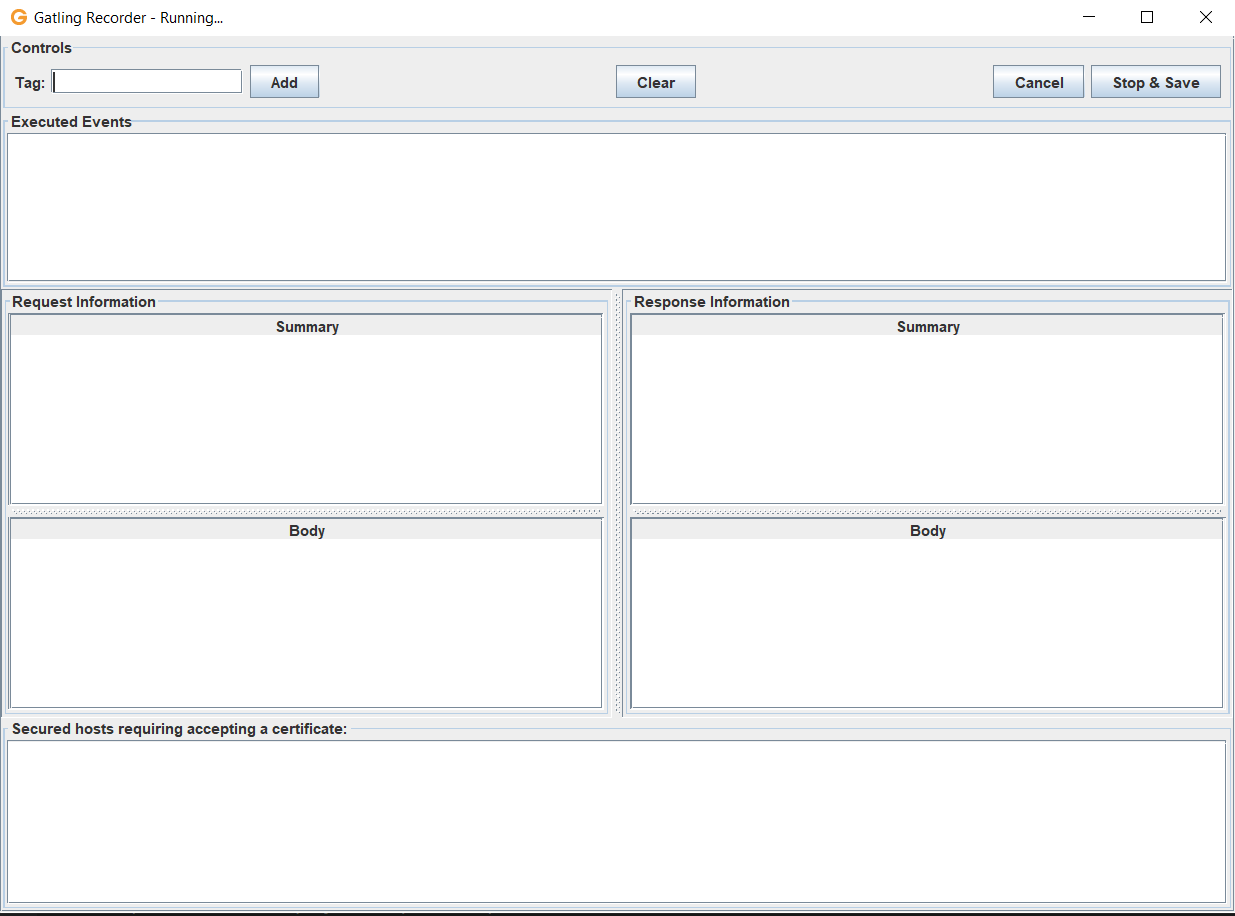 Gatling Recorder - Running...
Controls
Tag: Add Clear Cancel Stop & Save
Executed Events
Request Information Response Information
Summary Summary
Body Body
Secured hosts requiring accepting a certificate: